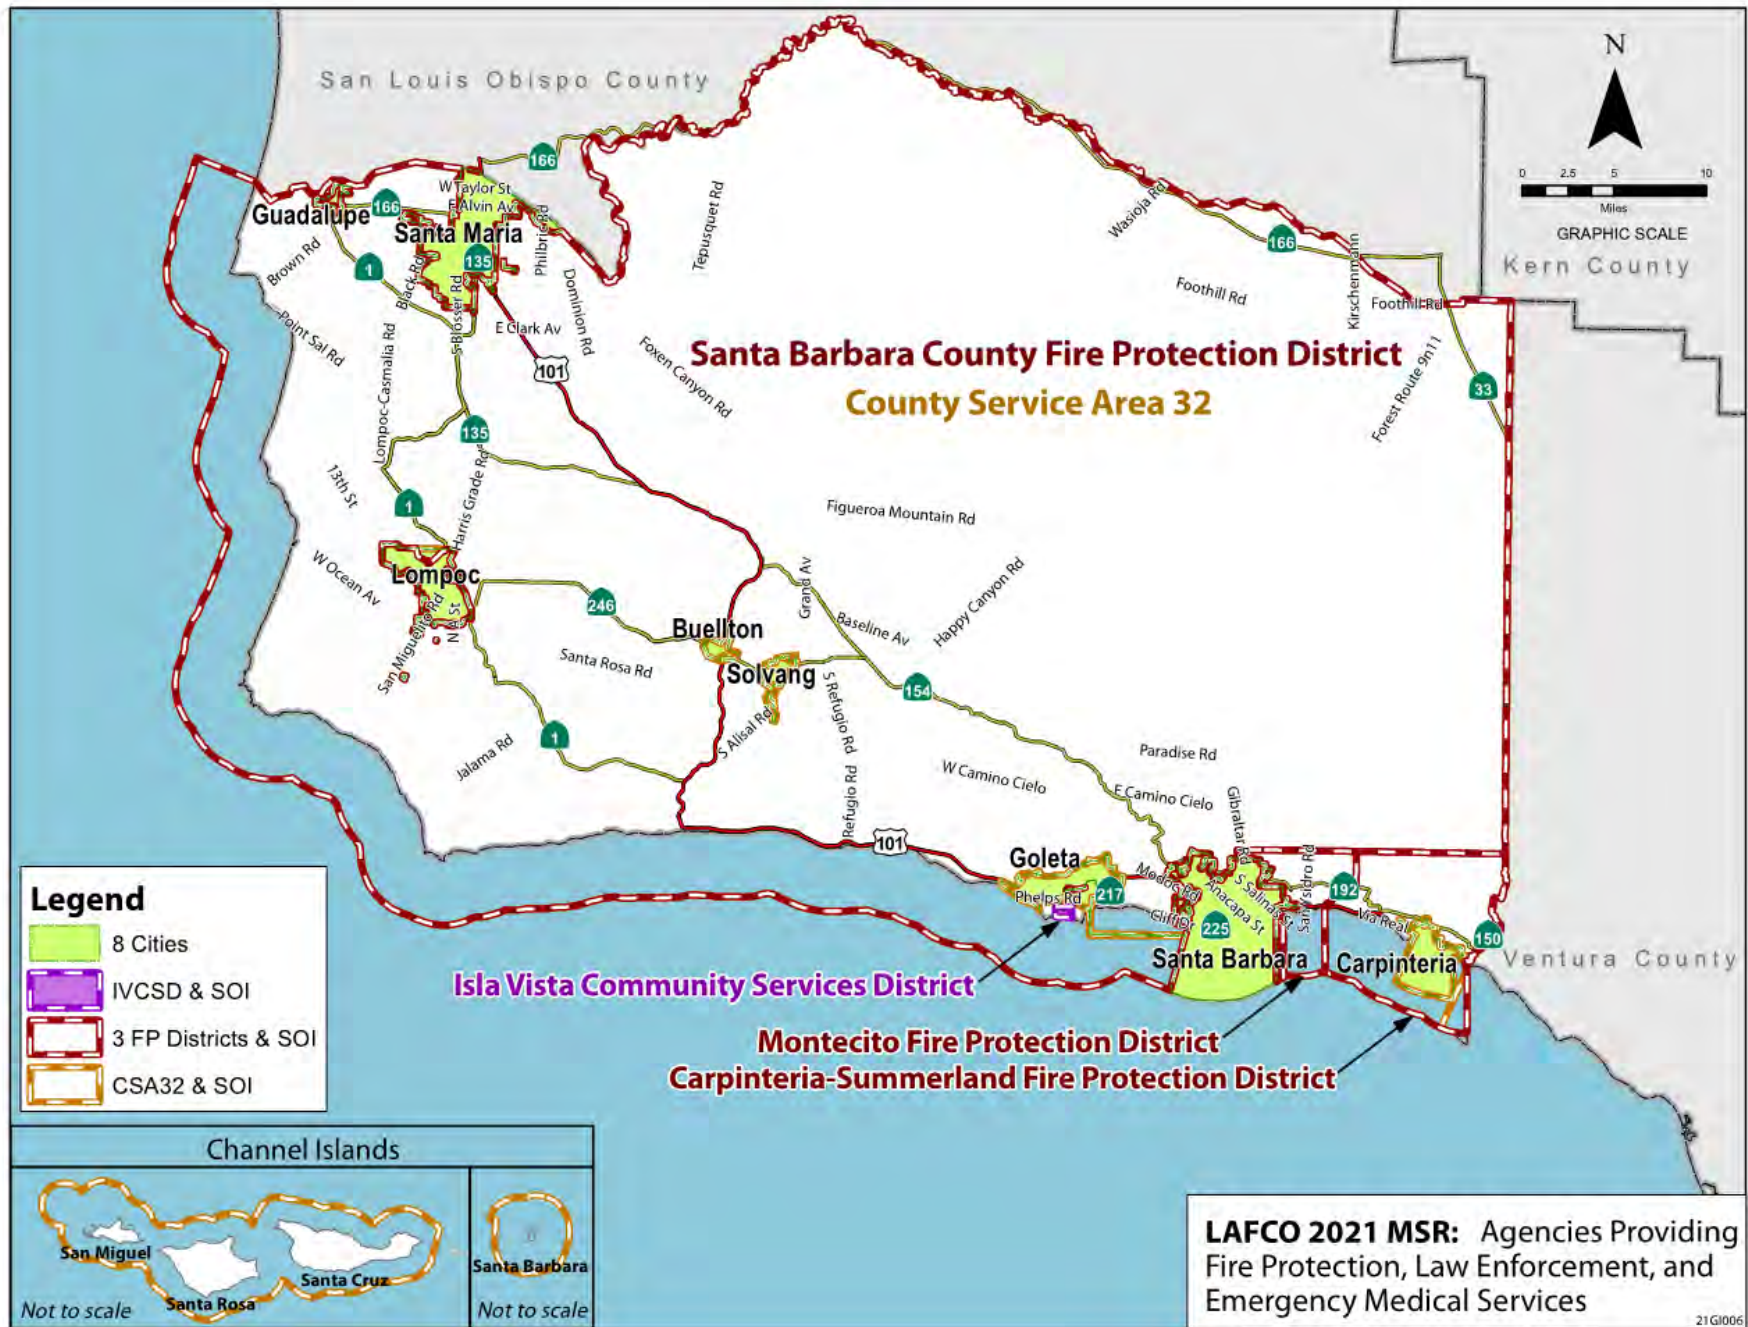 San Louis Obispo County
N
0 2.5 5 10
Miles
GRAPHIC SCALE
Kern County
166
W Taylor St
E Alvin Av
Guadalupe
166
Santa Maria
135
Philbric Rd
Tepusquet Rd
Wasioja Rd
166
Kirschenmann
Brown Rd
1
Black Rd
S Blosser Rd
Dominion Rd
Foothill Rd
Foothill Rd
Point Sal Rd
E Clark Av
101
Foxen Canyon Rd
Santa Barbara County Fire Protection District
County Service Area 32
Forest Route 9n11
33
Lompoc-Casmalia Rd
135
13th St
1
Harris Grade Rd
Figueroa Mountain Rd
W Ocean Av
Lompoc
246
Grand Av
Baseline Av
Happy Canyon Rd
San Miguelito Rd
N A St
Buellton
Santa Rosa Rd
Solvang
S Refugio Rd
154
S Alisal Rd
Jalama Rd
1
W Camino Cielo
Paradise Rd
E Camino Cielo
Refugio Rd
101
Gibraltar Rd
Goleta
Phelps Rd
217
Modoc Rd
Anacapa St
S Salinas St
San Ysidro Rd
192
Via Real
Cliff Dr
225
150
Santa Barbara
Carpinteria
Ventura County
Isla Vista Community Services District
Montecito Fire Protection District
Carpinteria-Summerland Fire Protection District
Legend
8 Cities
IVCSD & SOI
3 FP Districts & SOI
CSA32 & SOI
Channel Islands
San Miguel
Santa Rosa
Santa Cruz
Not to scale
Santa Barbara
Not to scale
LAFCO 2021 MSR: Agencies Providing
Fire Protection, Law Enforcement, and
Emergency Medical Services
21GI006